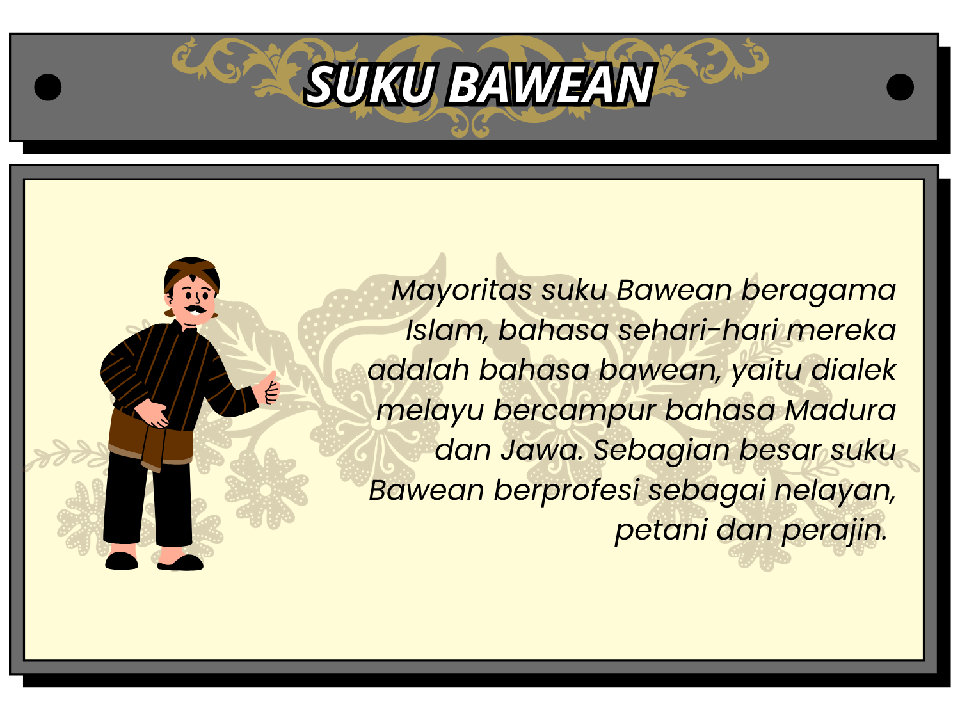 SUKU BAWEAN
Mayoritas suku Bawean beragama
Islam, bahasa sehari-hari mereka
adalah bahasa bawean, yaitu dialek
melayu bercampur bahasa Madura
dan Jawa. Sebagian besar suku
Bawean berprofesi sebagai nelayan,
petani dan perajin.